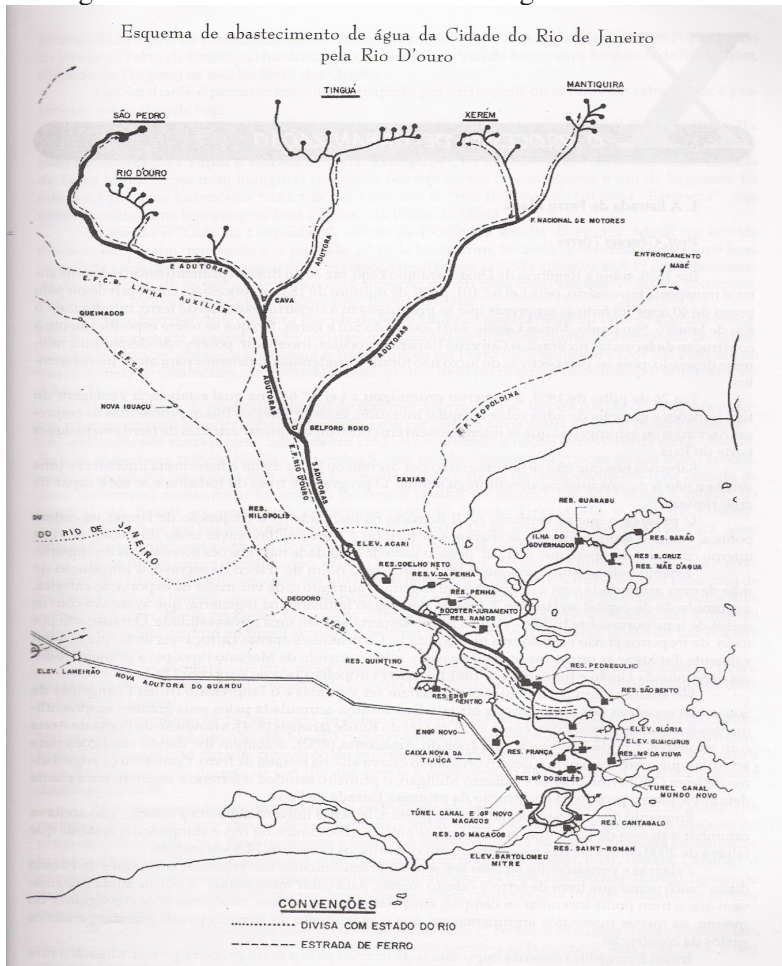 Esquema de abastecimento de água da Cidade do Rio de Janeiro
pela Rio D'ouro
MANTIQUIRA
TINGUÁ
XERÉM
SÃO PEDRO
RIO D'OURO
F. NACIONAL DE MOTORES
ENTRONCAMENTO
MAGÉ
2 ADUTORAS
ADUTORA
E.F.C.B. LINHA AUXILIAR
CAVA
QUEIMADOS
E.F.C.B.
3 ADUTORAS
ADUTORAS
NOVA IGUAÇU
BELFORD ROXO
E.F. LEOPOLDINA
E.F. RIO D'OURO
5 ADUTORAS
CAXIAS
RES. NILÓPOLIS
RES. GUARABU
ILHA DO GOVERNADOR
RES. BARÃO
RES. S. CRUZ
RES. MÃE D'AGUA
DO RIO DE JANEIRO
ELEV. ACARI
RES. COELHO NETO
RES. V. DA PENHA
RES. PENHA
DEODORO
BOOSTER-JURAMENTO
RES. RAMOS
E.F.C.B.
RES. QUINTINO
RES. PEDREGULHO
RES. SÃO BENTO
ELEV. LAMEIRÃO
NOVA ADUTORA DO GUANDU
RES. ENGº DENTRO
ENGº NOVO
ELEV. GLÓRIA
ELEV. GUAICURUS
CAIXA NOVA DA TIJUCA
RES. FRANÇA
RES. Mº DA VIUVA
RES. Mº DO INGLÊS
TUNEL CANAL MUNDO NOVO
TÚNEL CANAL E 6º NOVO MACACOS
RES. DO MACACOS
RES. CANTAGALO
RES. SAINT-ROMAN
ELEV. BARTOLOMEU MITRE
CONVENÇÕES
DIVISA COM ESTADO DO RIO
ESTRADA DE FERRO